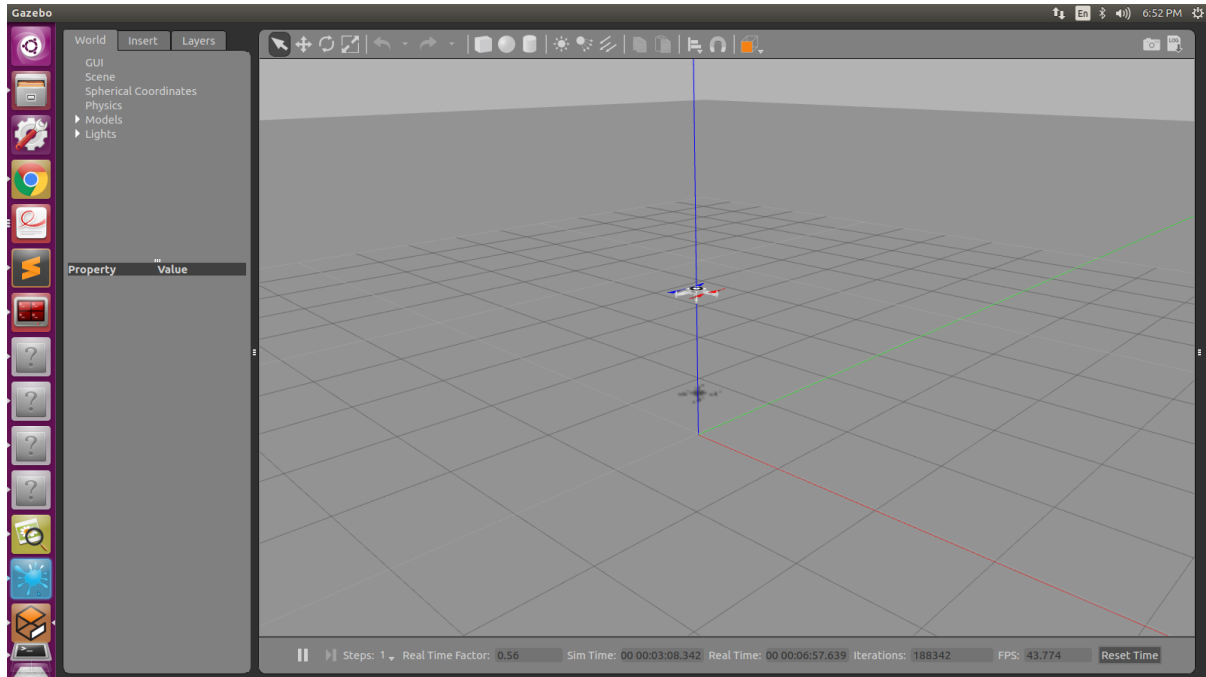 Gazebo
En
6:52 PM
World Insert Layers
GUI
Scene
Spherical Coordinates
Physics
Models
Lights
Property Value
LOG
Steps: 1 Real Time Factor: 0.56 Sim Time: 00 00:03:08.342 Real Time: 00 00:06:57.639 Iterations: 188342 FPS: 43.774 Reset Time